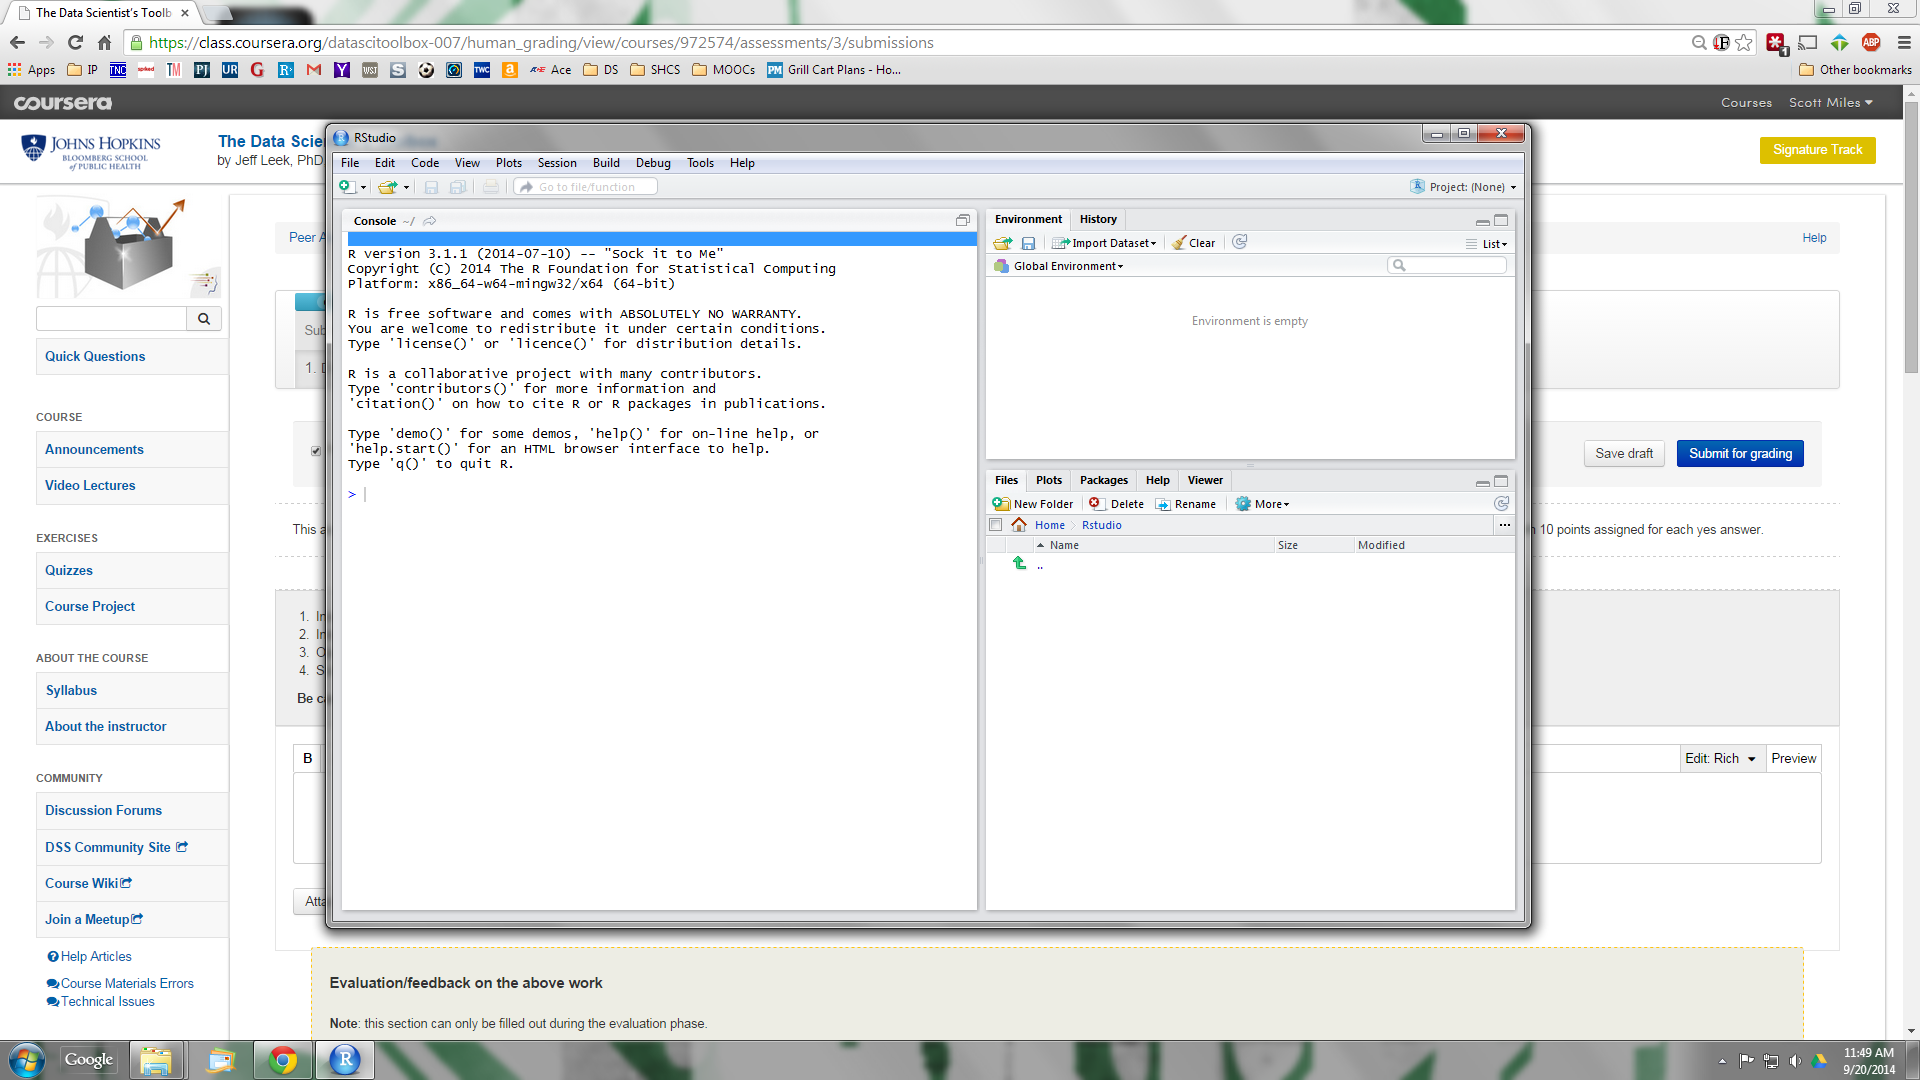 The Data Scientist's Toolb
https://class.coursera.org/datascitoolbox-007/human_grading/view/courses/972574/assessments/3/submissions
Apps IP TNC spiked TM PJ UR G R M Y WSJ S TWC a Ace DS SHCS MOOCs PM Grill Cart Plans - Ho... Other bookmarks
coursera Courses Scott Miles
JOHNS HOPKINS
BLOOMBERG SCHOOL
of PUBLIC HEALTH
The Data Scie
by Jeff Leek, PhD
Signature Track
Peer A
Help
Quick Questions
COURSE
Announcements
Video Lectures
EXERCISES
Quizzes
Course Project
ABOUT THE COURSE
Syllabus
About the instructor
COMMUNITY
Discussion Forums
DSS Community Site
Course Wiki
Join a Meetup
Help Articles
Course Materials Errors
Technical Issues
Sub
1.
Save draft Submit for grading
This a
n 10 points assigned for each yes answer.
1. In
2. In
3. O
4. S
Be ca
B
Edit: Rich Preview
Atta
RStudio
File Edit Code View Plots Session Build Debug Tools Help
Go to file/function
Project: (None)
Console ~/
R version 3.1.1 (2014-07-10) -- "Sock it to Me"
Copyright (C) 2014 The R Foundation for Statistical Computing
Platform: x86_64-w64-mingw32/x64 (64-bit)
R is free software and comes with ABSOLUTELY NO WARRANTY.
You are welcome to redistribute it under certain conditions.
Type 'license()' or 'licence()' for distribution details.
R is a collaborative project with many contributors.
Type 'contributors()' for more information and
'citation()' on how to cite R or R packages in publications.
Type 'demo()' for some demos, 'help()' for on-line help, or
'help.start()' for an HTML browser interface to help.
Type 'q()' to quit R.
>
Environment History
Import Dataset Clear List
Global Environment
Environment is empty
Files Plots Packages Help Viewer
New Folder Delete Rename More
Home Rstudio ...
Name Size Modified
..
Evaluation/feedback on the above work
Note: this section can only be filled out during the evaluation phase.
Google
11:49 AM
9/20/2014